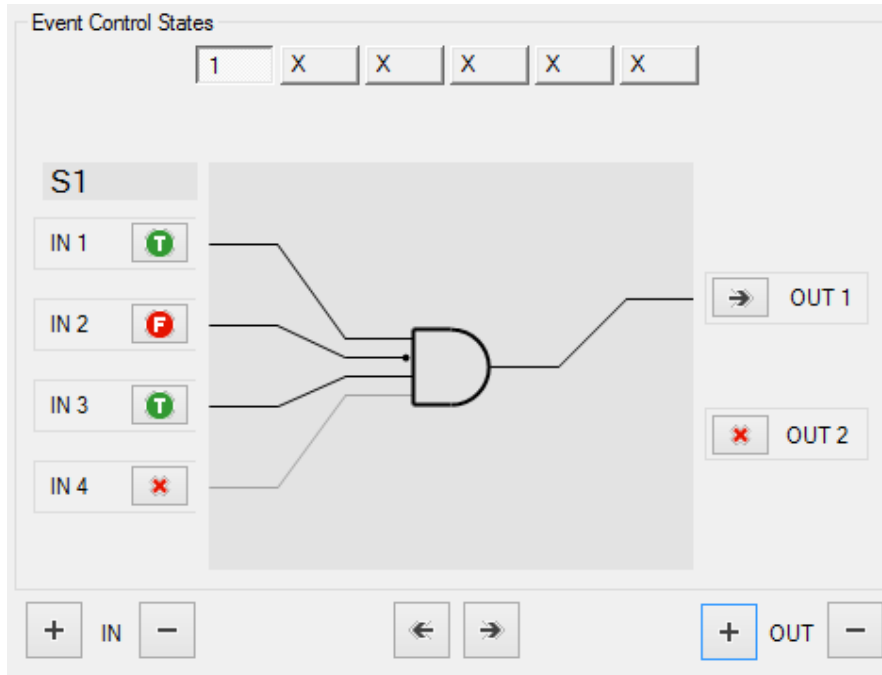 Event Control States
1 X X X X X
S1
IN 1 T
OUT 1
IN 2 F
IN 3 T
OUT 2
IN 4
+ IN − + OUT −